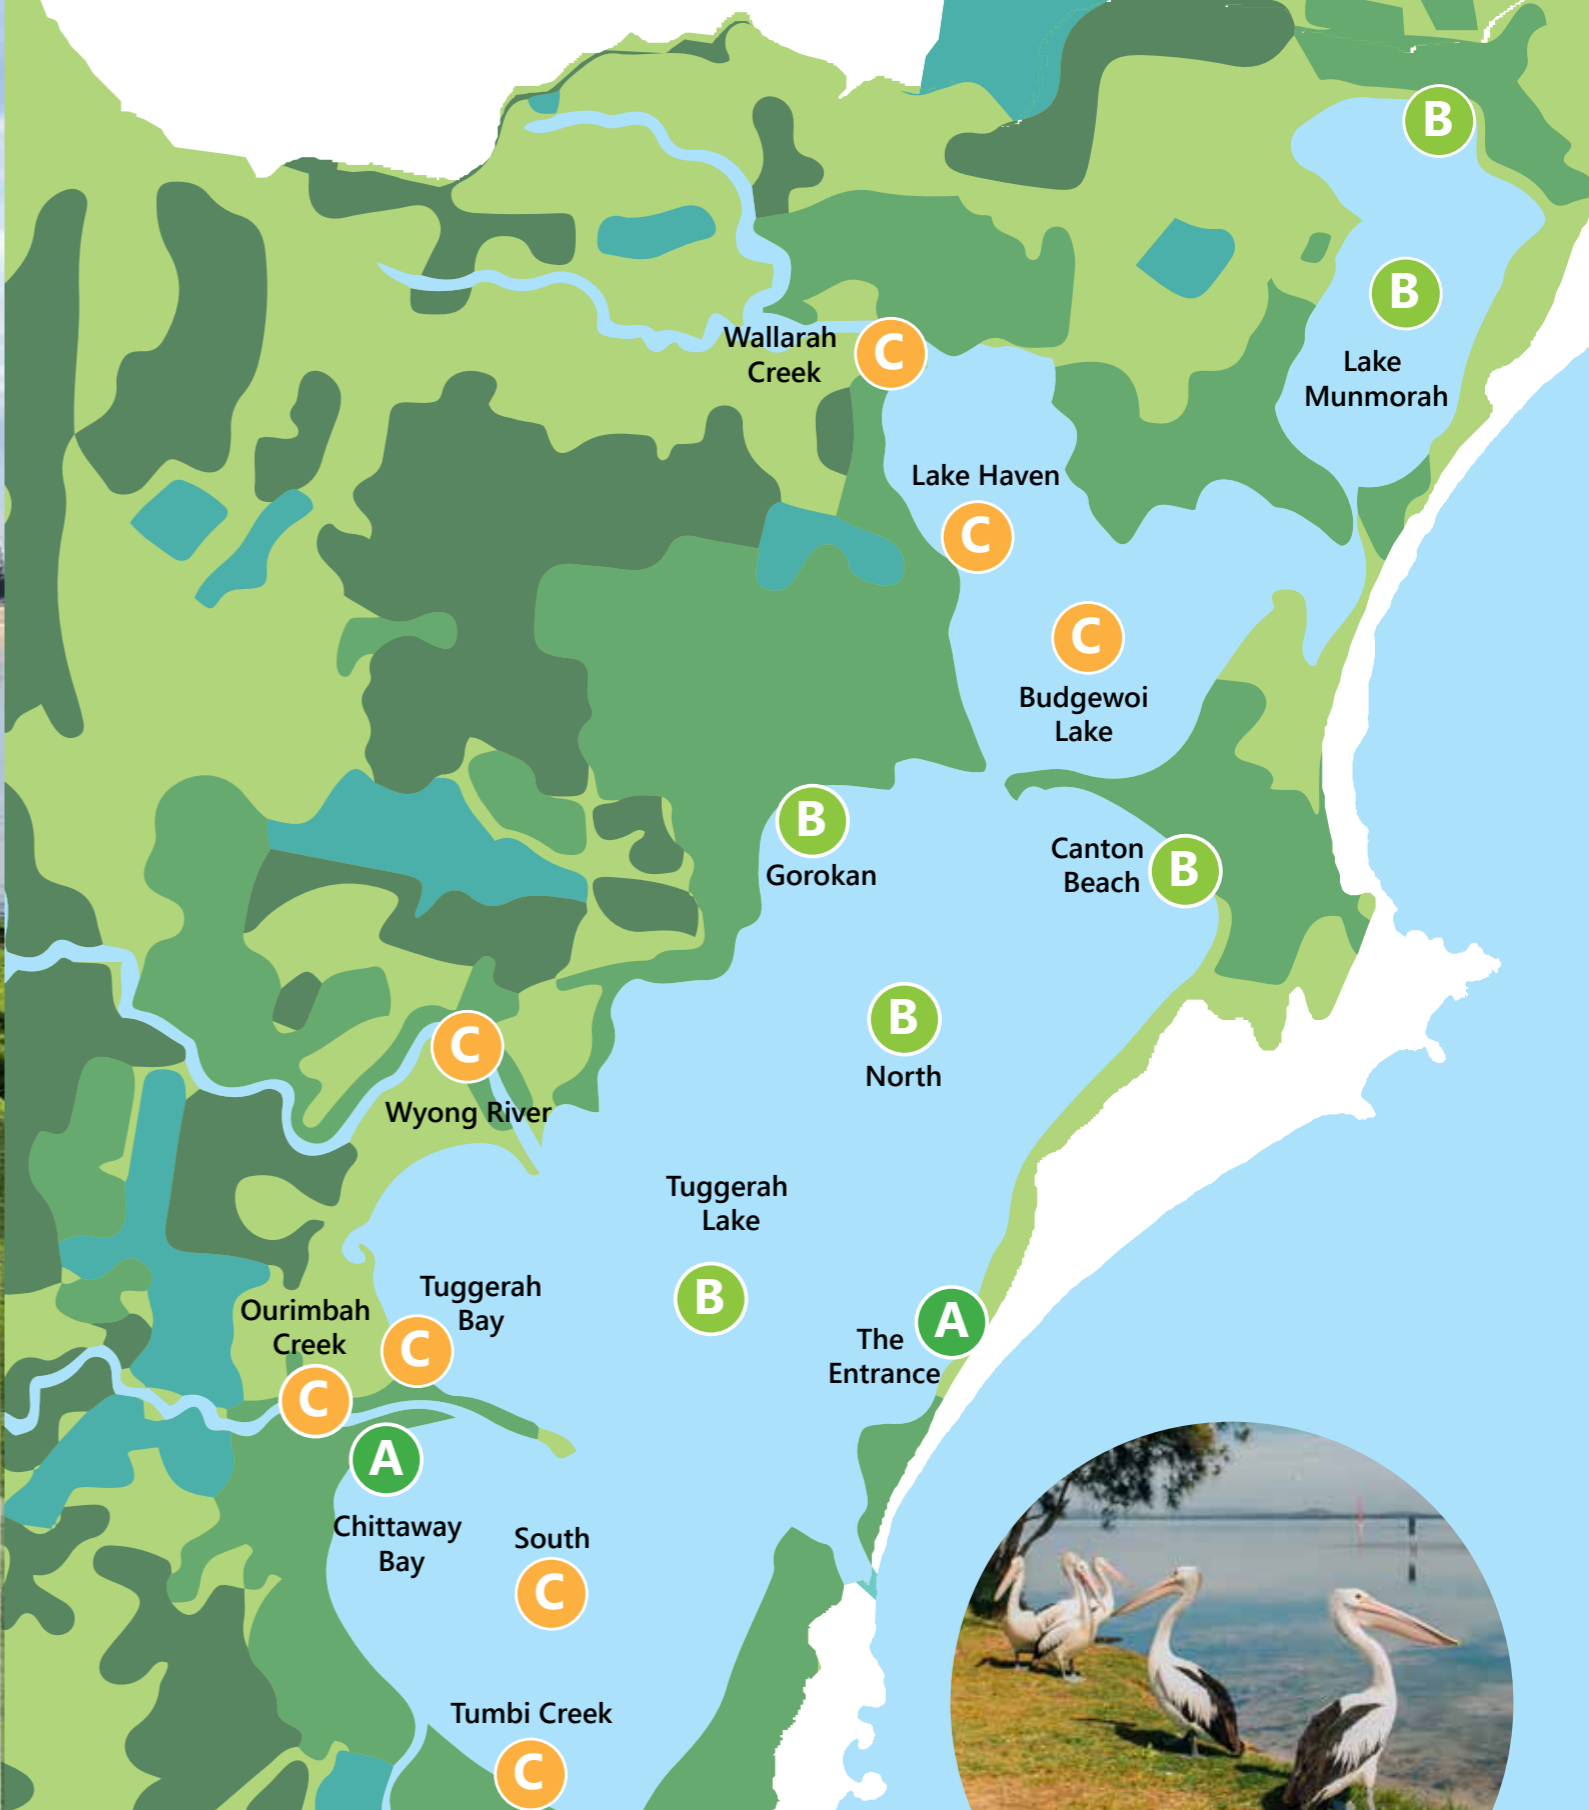 B
B
Lake
Munmorah
Wallarah
Creek
C
Lake Haven
C
C
Budgewoi
Lake
B
Gorokan
Canton
Beach
B
B
North
C
Wyong River
Tuggerah
Lake
B
Tuggerah
Bay
C
Ourimbah
Creek
C
The
Entrance
A
A
Chittaway
Bay
South
C
Tumbi Creek
C